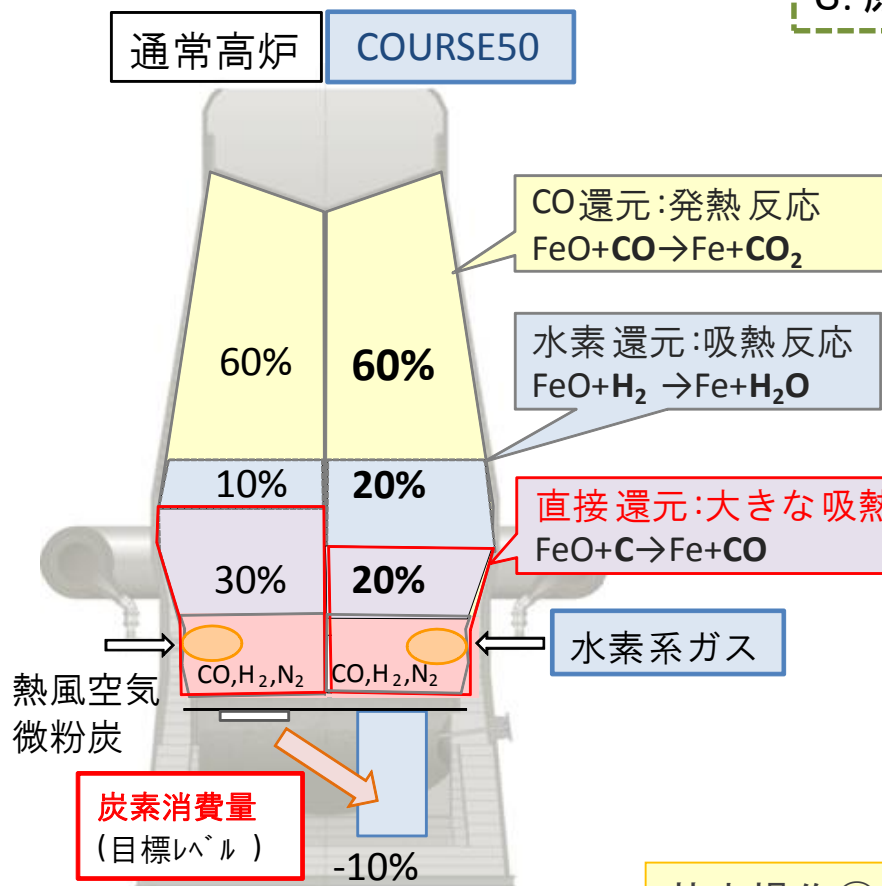 通常高炉
COURSE50
CO還元:発熱反応
FeO+CO→Fe+CO₂
60%
60%
水素還元:吸熱反応
FeO+H₂ →Fe+H₂O
10%
20%
直接還元:大きな吸熱
FeO+C→Fe+CO
30%
20%
水素系ガス
CO,H₂,N₂
CO,H₂,N₂
熱風空気
微粉炭
炭素消費量
(目標ﾚﾍﾞﾙ )
-10%